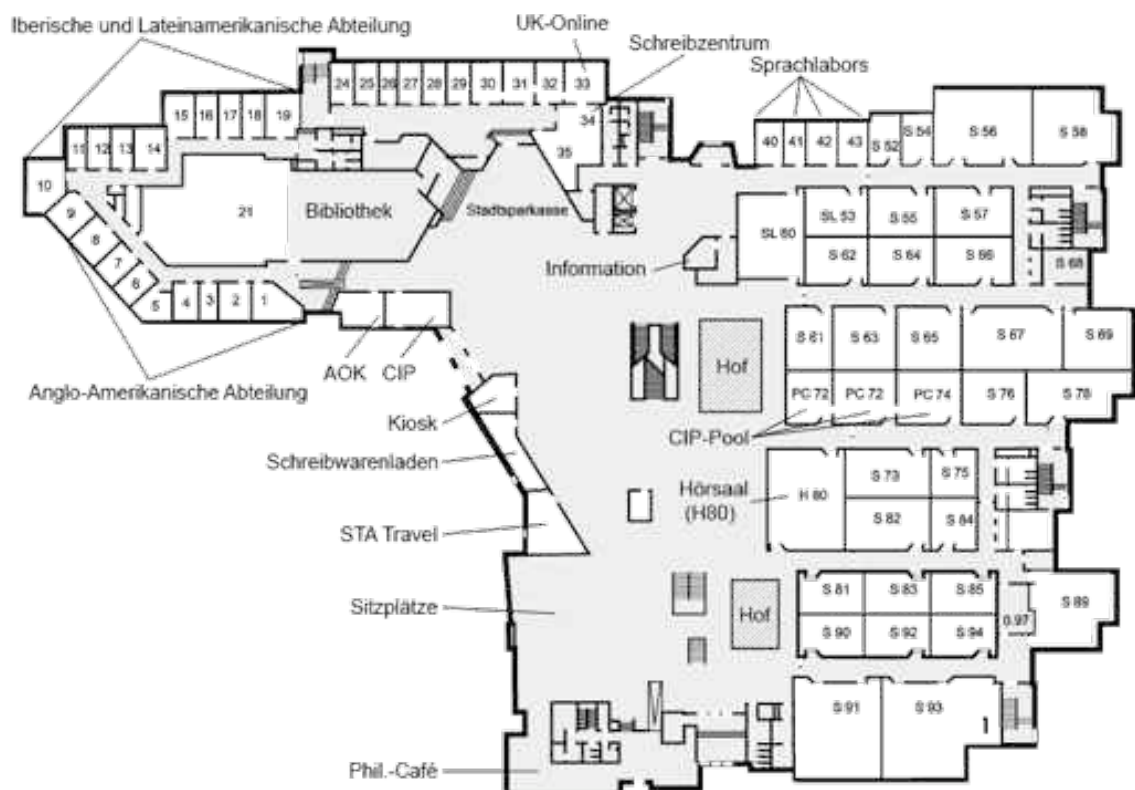 Iberische und Lateinamerikanische Abteilung
UK-Online
Schreibzentrum
Sprachlabors
24 25 26 27 28 29 30 31 32 33
34
35
15 16 17 18 19
11 12 13 14
10
9
8
7
6
5
4 3 2 1
21
Bibliothek
Stadtsparkasse
40 41 42 43 S 52 S 54 S 56 S 58
SL 60 SL 53 S 55 S 57
S 62 S 64 S 66 S 68
Information
Anglo-Amerikanische Abteilung
AOK CIP
Hof
S 61 S 63 S 65 S 67 S 69
PC 72 PC 72 PC 74 S 76 S 78
CIP-Pool
Kiosk
Schreibwarenladen
STA Travel
Hörsaal
(H80)
H 80 S 73 S 75
S 82 S 84
Sitzplätze
Hof
S 81 S 83 S 85
S 89
S 90 S 92 S 94
S 91 S 93
Phil.-Café